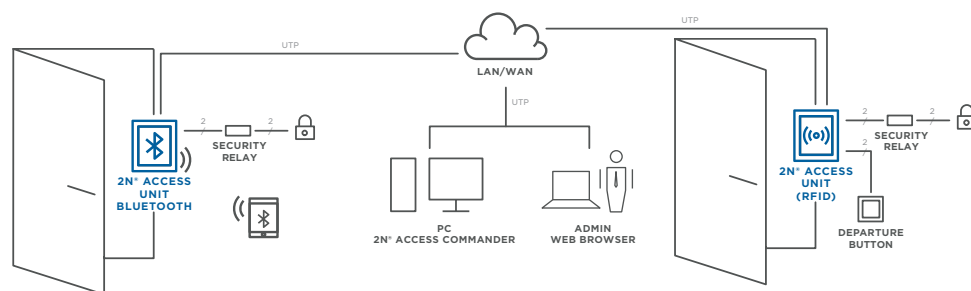 UTP
UTP
LAN/WAN
UTP
2
2
SECURITY
RELAY
2N® ACCESS
UNIT
BLUETOOTH
PC
2N® ACCESS COMMANDER
ADMIN
WEB BROWSER
2
2
SECURITY
RELAY
2
2N® ACCESS
UNIT
(RFID)
DEPARTURE
BUTTON